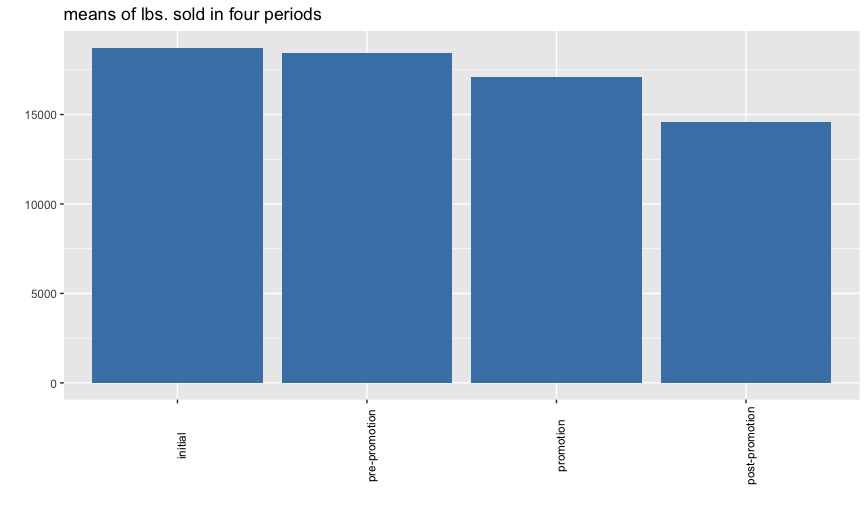 means of lbs. sold in four periods
15000
10000
5000
0
initial
pre-promotion
promotion
post-promotion